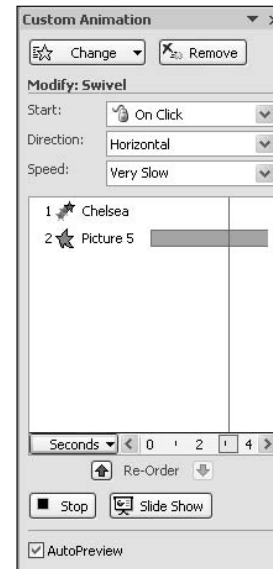 Custom Animation
Change Remove
Modify: Swivel
Start: On Click
Direction: Horizontal
Speed: Very Slow
1 Chelsea
2 Picture 5
Seconds 0 2 4
Re-Order
Stop Slide Show
AutoPreview